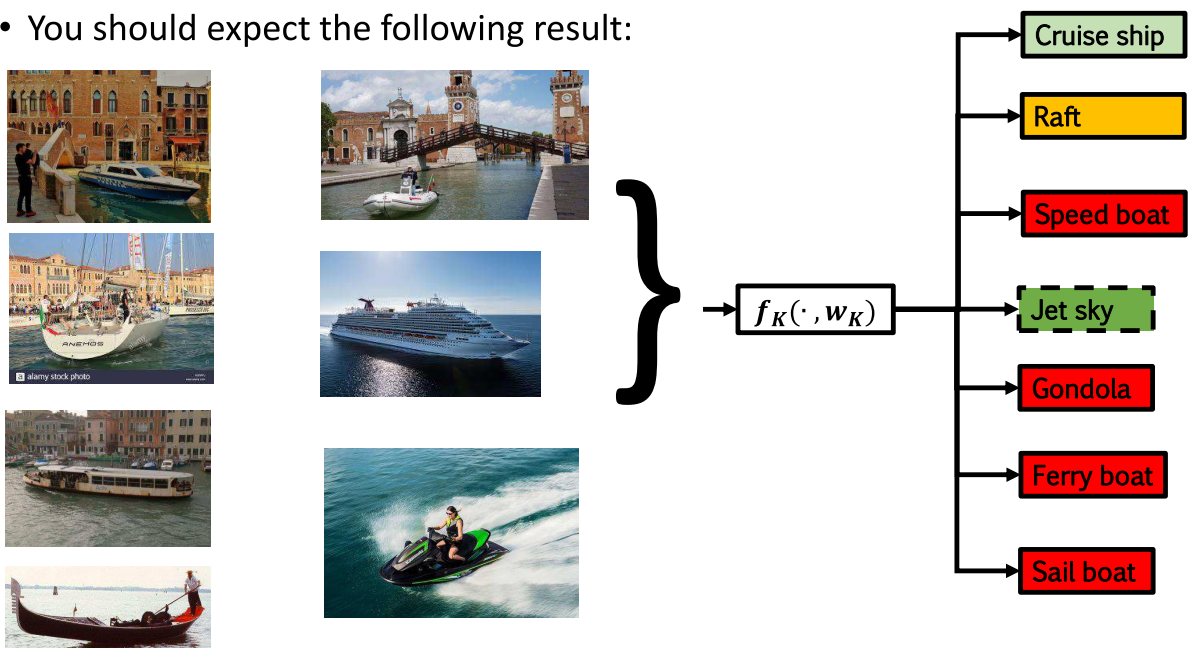 • You should expect the following result:
ANEMOS
a alamy stock photo
f_K(· , w_K)
Cruise ship
Raft
Speed boat
Jet sky
Gondola
Ferry boat
Sail boat